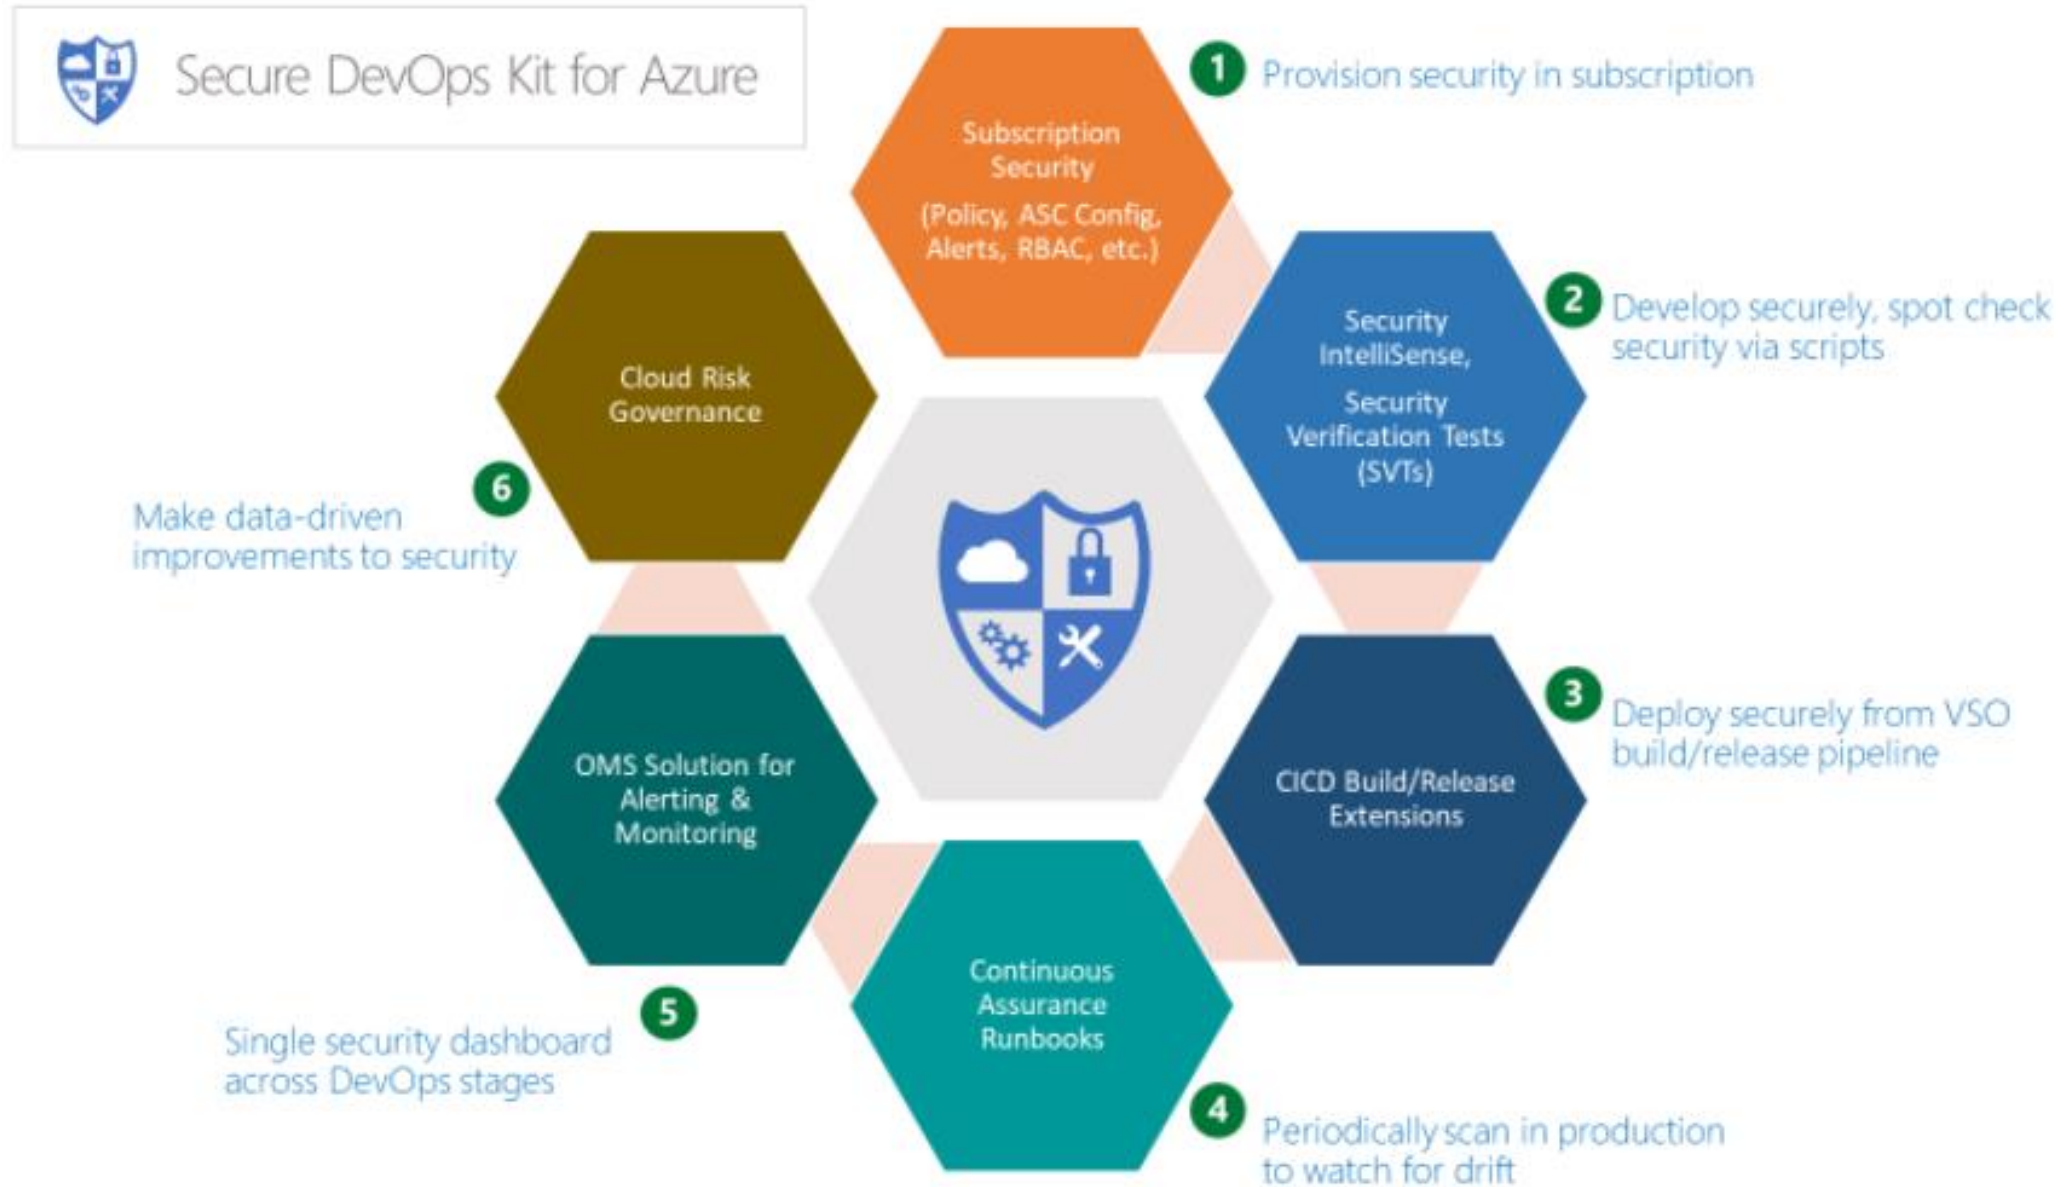 Secure DevOps Kit for Azure
1
Provision security in subscription
Subscription
Security
(Policy, ASC Config,
Alerts, RBAC, etc.)
2
Develop securely, spot check
security via scripts
Security
IntelliSense,
Security
Verification Tests
(SVTs)
3
Deploy securely from VSO
build/release pipeline
CICD Build/Release
Extensions
4
Periodically scan in production
to watch for drift
Continuous
Assurance
Runbooks
5
Single security dashboard
across DevOps stages
OMS Solution for
Alerting &
Monitoring
6
Make data-driven
improvements to security
Cloud Risk
Governance